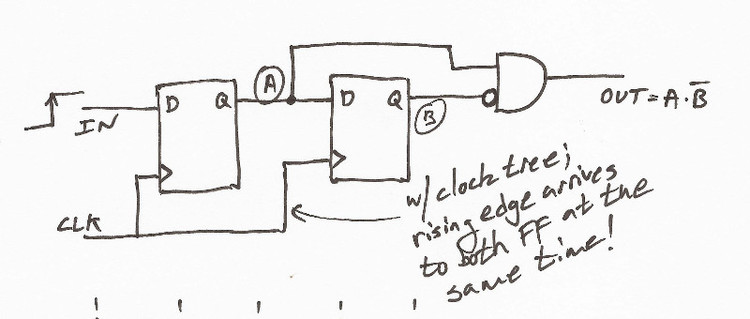 IN
D Q
A
D Q
B
OUT = A·B̅
CLK
w/ clock tree;
rising edge arrives
to both FF at the
same time!